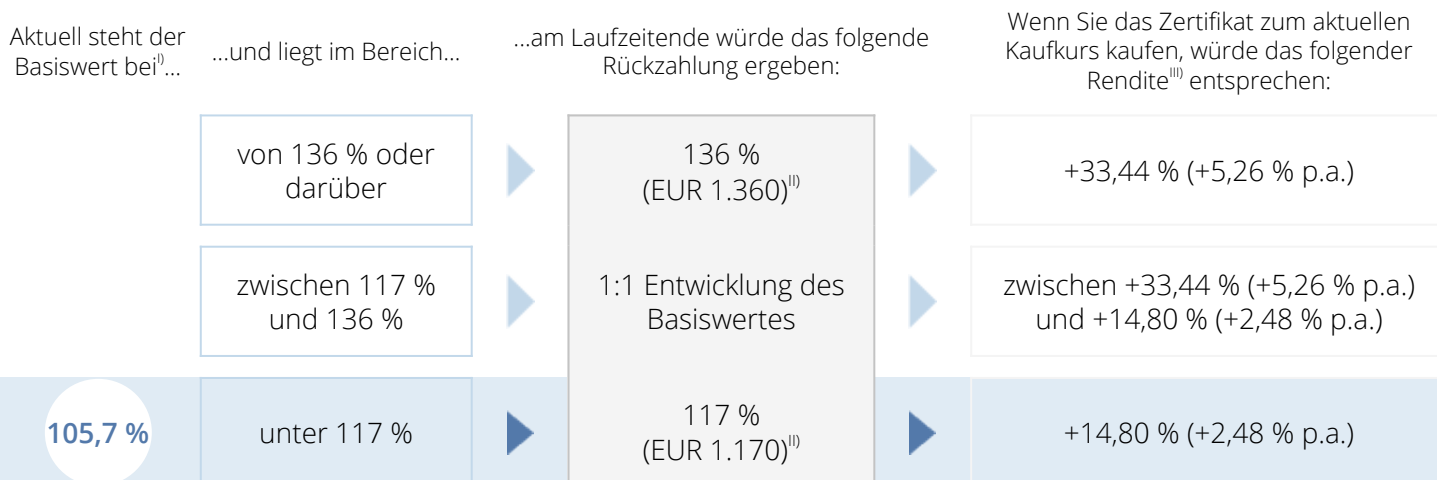 Aktuell steht der
Basiswert bei^I)...
...und liegt im Bereich...
...am Laufzeitende würde das folgende
Rückzahlung ergeben:
Wenn Sie das Zertifikat zum aktuellen
Kaufkurs kaufen, würde das folgender
Rendite^III) entsprechen:
von 136 % oder
darüber
136 %
(EUR 1.360)^II)
+33,44 % (+5,26 % p.a.)
zwischen 117 %
und 136 %
1:1 Entwicklung des
Basiswertes
zwischen +33,44 % (+5,26 % p.a.)
und +14,80 % (+2,48 % p.a.)
105,7 %
unter 117 %
117 %
(EUR 1.170)^II)
+14,80 % (+2,48 % p.a.)